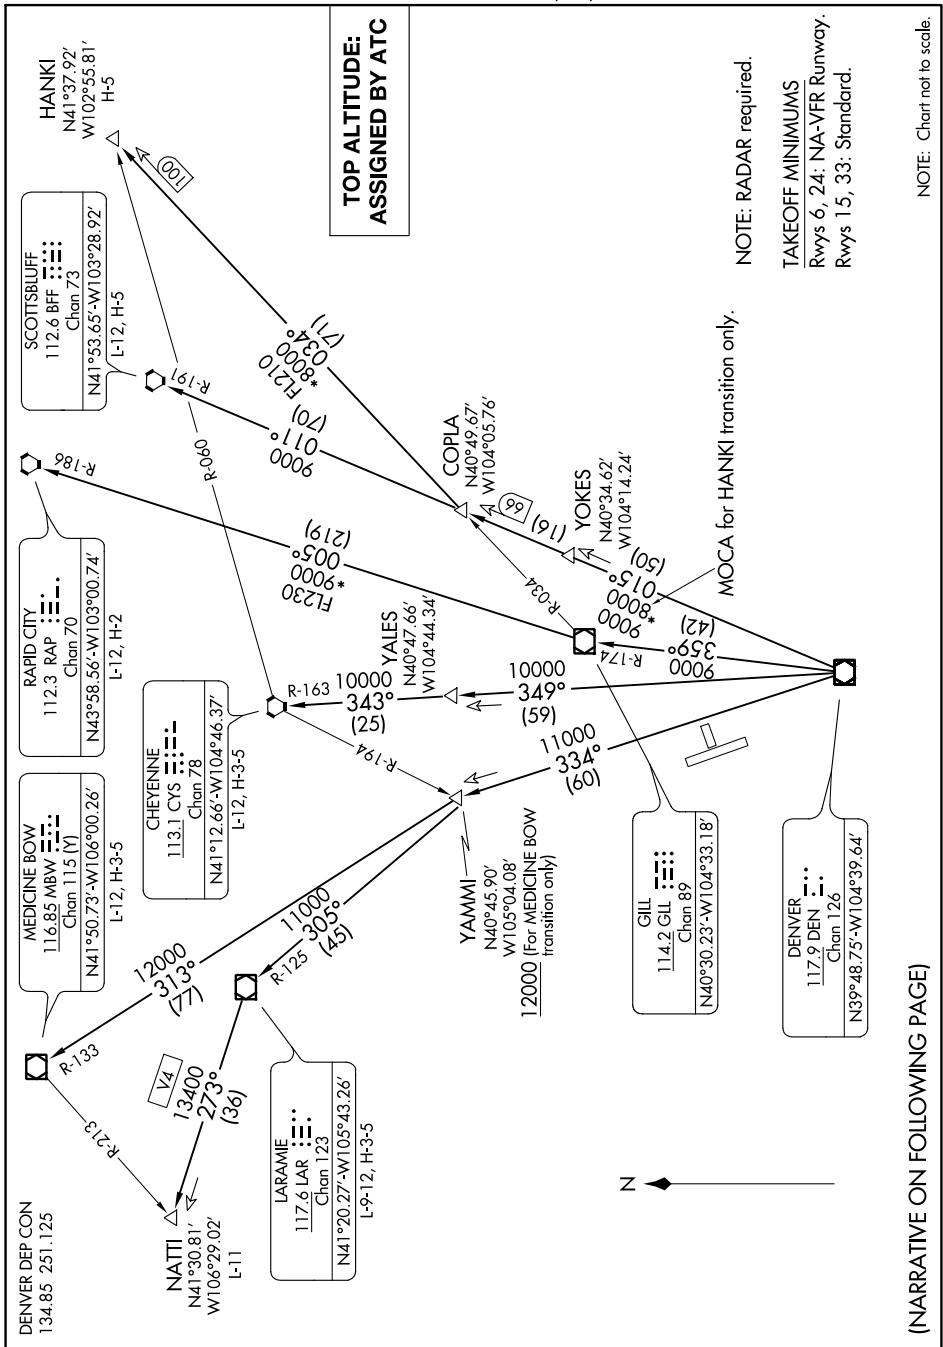 DENVER DEP CON
134.85 251.125
NATTI
N41°30.81'
W106°29.02'
L-11
R-213
R-133
V4
13400
273°
(36)
12000
313°
(77)
MEDICINE BOW
116.85 MBW
Chan 115 (Y)
N41°50.73'-W106°00.26'
L-12, H-3-5
LARAMIE
117.6 LAR
Chan 123
N41°20.27'-W105°43.26'
L-9-12, H-3-5
R-125
11000
305°
(45)
YAMMI
N40°45.90'
W105°04.08'
12000 (For MEDICINE BOW
transition only)
CHEYENNE
113.1 CYS
Chan 78
N41°12.66'-W104°46.37'
L-12, H-3-5
R-194
R-163
R-060
10000
343°
(25)
YALES
N40°47.66'
W104°44.34'
10000
349°
(59)
11000
334°
(60)
RAPID CITY
112.3 RAP
Chan 70
N43°58.56'-W103°00.74'
L-12, H-2
R-186
FL230
*9000
005°
(219)
SCOTTSBLUFF
112.6 BFF
Chan 73
N41°53.65'-W103°28.92'
L-12, H-5
R-191
9000
011°
(70)
HANKI
N41°37.92'
W102°55.81'
H-5
100
FL210
*8000
034°
(71)
COPLA
N40°49.67'
W104°05.76'
66
(16)
R-034
YOKES
N40°34.62'
W104°14.24'
9000
*8000
015°
(50)
R-174
9000
359°
(42)
MOCA for HANKI transition only.
GILL
114.2 GLL
Chan 89
N40°30.23'-W104°33.18'
DENVER
117.9 DEN
Chan 126
N39°48.75'-W104°39.64'
N
TOP ALTITUDE:
ASSIGNED BY ATC
NOTE: RADAR required.
TAKEOFF MINIMUMS
Rwys 6, 24: NA-VFR Runway.
Rwys 15, 33: Standard.
NOTE: Chart not to scale.
(NARRATIVE ON FOLLOWING PAGE)